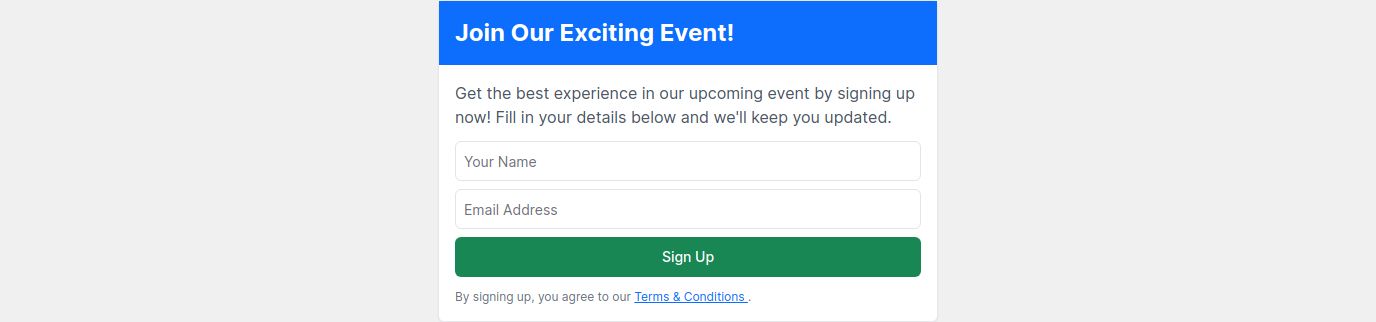 Join Our Exciting Event!
Get the best experience in our upcoming event by signing up
now! Fill in your details below and we'll keep you updated.
Your Name
Email Address
Sign Up
By signing up, you agree to our Terms & Conditions .